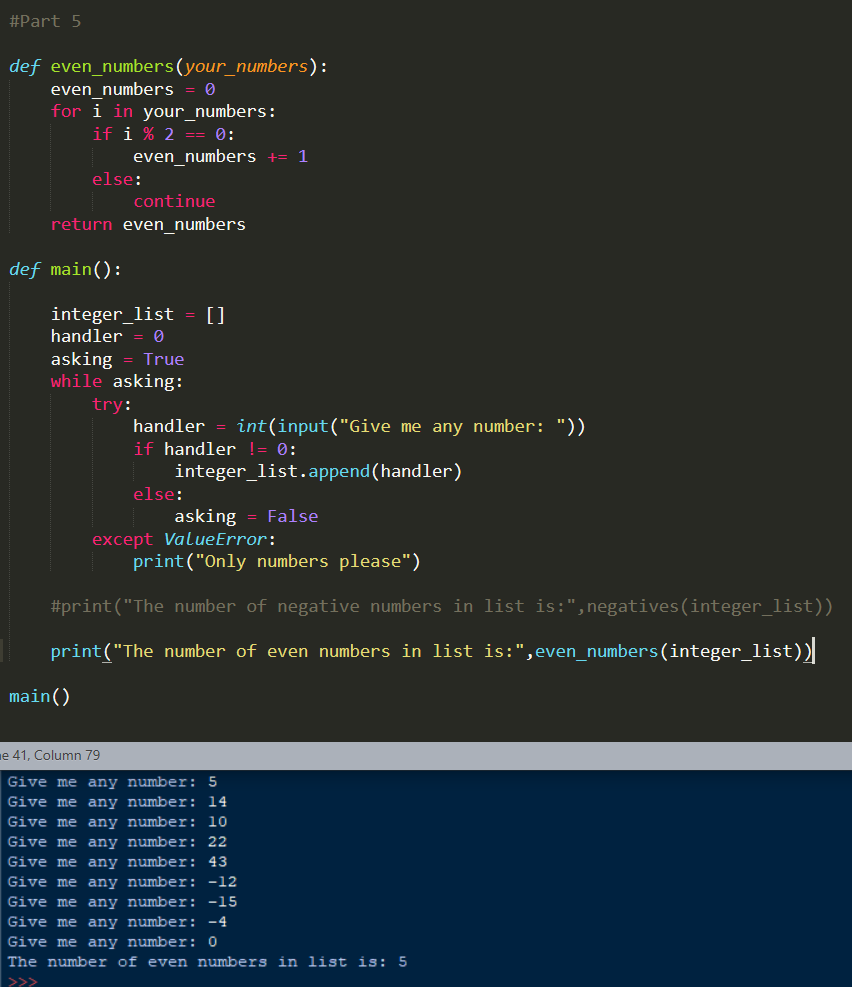 #Part 5
def even_numbers(your_numbers):
    even_numbers = 0
    for i in your_numbers:
        if i % 2 == 0:
            even_numbers += 1
        else:
            continue
    return even_numbers
def main():
    integer_list = []
    handler = 0
    asking = True
    while asking:
        try:
            handler = int(input("Give me any number: "))
            if handler != 0:
                integer_list.append(handler)
            else:
                asking = False
        except ValueError:
            print("Only numbers please")
    #print("The number of negative numbers in list is:",negatives(integer_list))
    print("The number of even numbers in list is:",even_numbers(integer_list))
main()
e 41, Column 79
Give me any number: 5
Give me any number: 14
Give me any number: 10
Give me any number: 22
Give me any number: 43
Give me any number: -12
Give me any number: -15
Give me any number: -4
Give me any number: 0
The number of even numbers in list is: 5
>>>